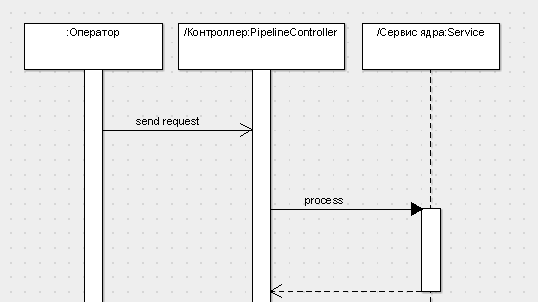 :Оператор
/Контроллер:PipelineController
/Сервис ядра:Service
send request
process